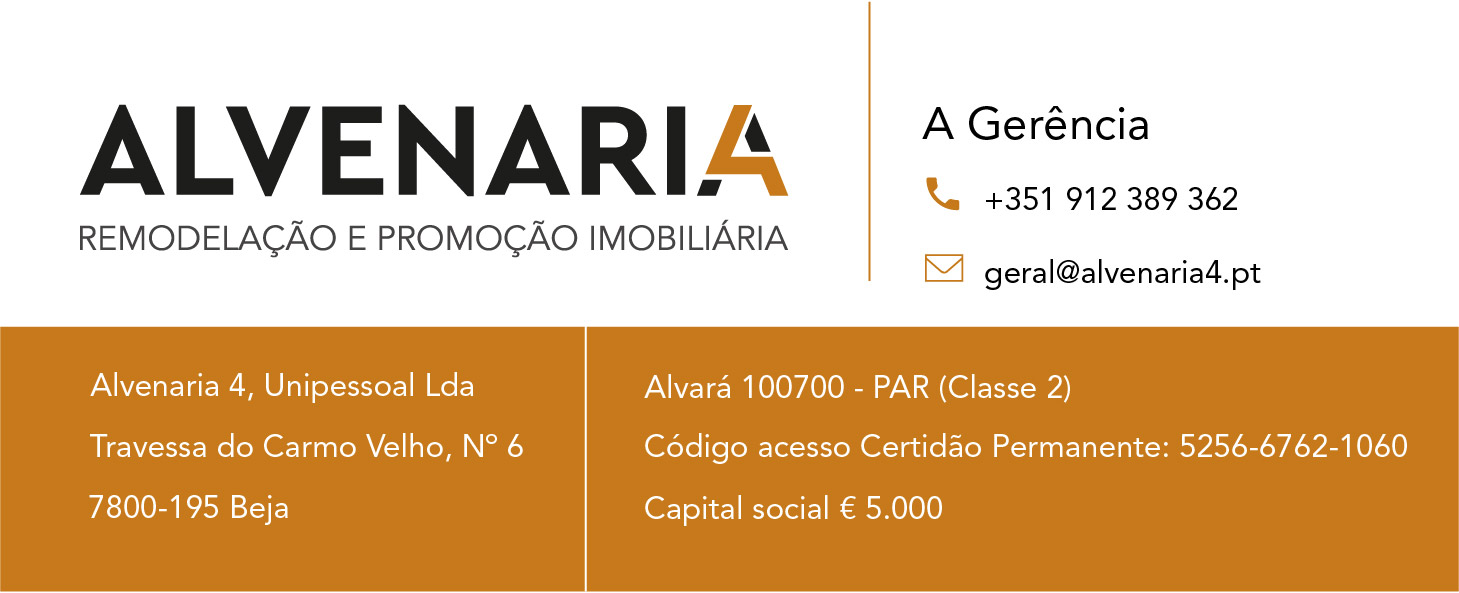 ALVENARIA
REMODELAÇÃO E PROMOÇÃO IMOBILIÁRIA
A Gerência
+351 912 389 362
geral@alvenaria4.pt
Alvenaria 4, Unipessoal Lda
Travessa do Carmo Velho, Nº 6
7800-195 Beja
Alvará 100700 - PAR (Classe 2)
Código acesso Certidão Permanente: 5256-6762-1060
Capital social € 5.000